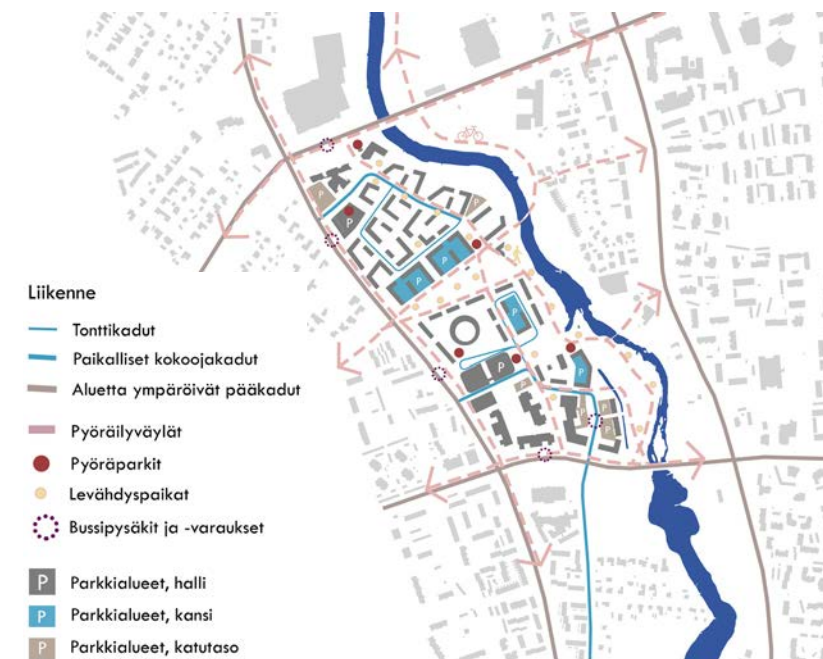 Liikenne
Tonttikadut
Paikalliset kokoojakadut
Aluetta ympäröivät pääkadut
Pyöräilyväylät
Pyöräparkit
Levähdyspaikat
Bussipysäkit ja -varaukset
P Parkkialueet, halli
P Parkkialueet, kansi
P Parkkialueet, katutaso
P
P
P
P
P
P
P
P
P
P
P
P